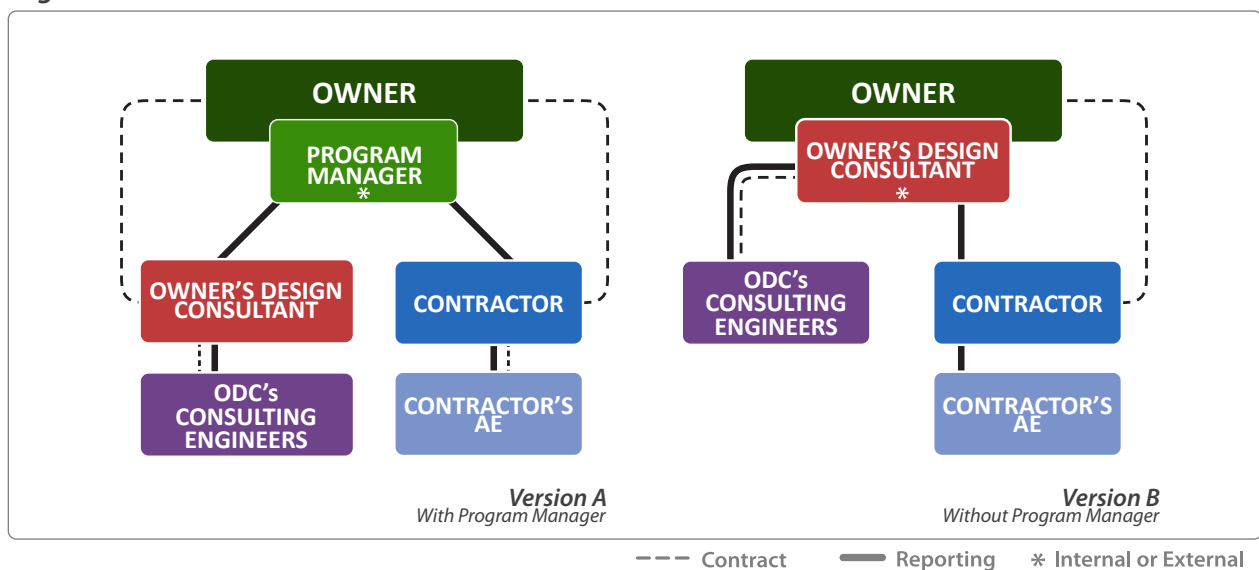 OWNER
PROGRAM
MANAGER
*
OWNER'S DESIGN
CONSULTANT
CONTRACTOR
ODC's
CONSULTING
ENGINEERS
CONTRACTOR'S
AE
Version A
With Program Manager
OWNER
OWNER'S DESIGN
CONSULTANT
*
ODC's
CONSULTING
ENGINEERS
CONTRACTOR
CONTRACTOR'S
AE
Version B
Without Program Manager
Contract
Reporting
* Internal or External